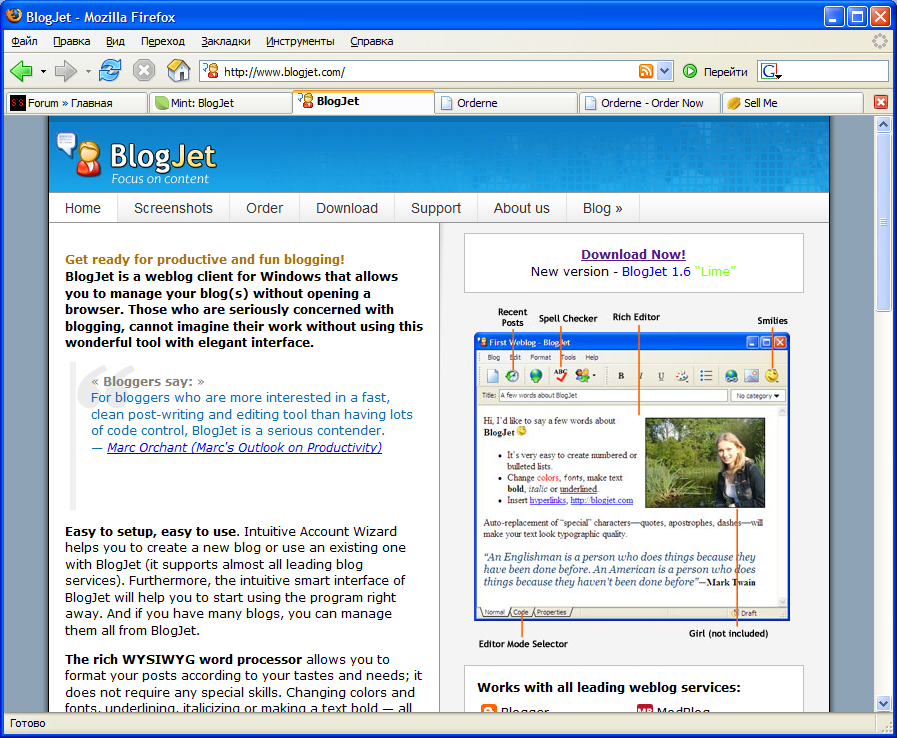 BlogJet - Mozilla Firefox
Файл Правка Вид Переход Закладки Инструменты Справка
http://www.blogjet.com/ Перейти
Forum » Главная Mint: BlogJet BlogJet Orderne Orderne - Order Now Sell Me
BlogJet
Focus on content
Home Screenshots Order Download Support About us Blog »
Get ready for productive and fun blogging!
BlogJet is a weblog client for Windows that allows
you to manage your blog(s) without opening a
browser. Those who are seriously concerned with
blogging, cannot imagine their work without using this
wonderful tool with elegant interface.
« Bloggers say: »
For bloggers who are more interested in a fast,
clean post-writing and editing tool than having lots
of code control, BlogJet is a serious contender.
— Marc Orchant (Marc's Outlook on Productivity)
Easy to setup, easy to use. Intuitive Account Wizard
helps you to create a new blog or use an existing one
with BlogJet (it supports almost all leading blog
services). Furthermore, the intuitive smart interface of
BlogJet will help you to start using the program right
away. And if you have many blogs, you can manage
them all from BlogJet.
The rich WYSIWYG word processor allows you to
format your posts according to your tastes and needs; it
does not require any special skills. Changing colors and
fonts, underlining, italicizing or making a text bold — all
Download Now!
New version - BlogJet 1.6 “Lime”
Recent
Posts
Spell Checker
Rich Editor
Smilies
First Weblog - BlogJet
Blog Edit Format Tools Help
ABC B I U
Title: A few words about BlogJet No category
Hi, I’d like to say a few words about
BlogJet
It’s very easy to create numbered or
bulleted lists.
Change colors, fonts, make text
bold, italic or underlined.
Insert hyperlinks, http://blogjet.com
Auto-replacement of “special” characters—quotes, apostrophes, dashes—will
make your text look typographic quality.
“An Englishman is a person who does things because they
have been done before. An American is a person who does
things because they haven’t been done before”—Mark Twain
Normal Code Properties Draft
Editor Mode Selector
Girl (not included)
Works with all leading weblog services:
Blogger MedBlog
Готово